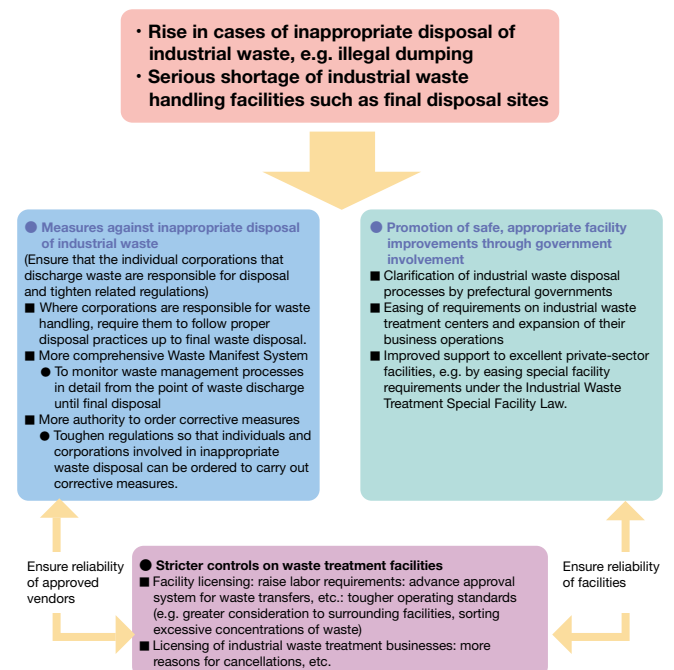 ・Rise in cases of inappropriate disposal of
industrial waste, e.g. illegal dumping
・Serious shortage of industrial waste
handling facilities such as final disposal sites
● Measures against inappropriate disposal
of industrial waste
(Ensure that the individual corporations that
discharge waste are responsible for disposal
and tighten related regulations)
■ Where corporations are responsible for waste
handling, require them to follow proper
disposal practices up to final waste disposal.
■ More comprehensive Waste Manifest System
● To monitor waste management processes
in detail from the point of waste discharge
until final disposal
■ More authority to order corrective measures
● Toughen regulations so that individuals and
corporations involved in inappropriate
waste disposal can be ordered to carry out
corrective measures.
● Promotion of safe, appropriate facility
improvements through government
involvement
■ Clarification of industrial waste disposal
processes by prefectural governments
■ Easing of requirements on industrial waste
treatment centers and expansion of their
business operations
■ Improved support to excellent private-sector
facilities, e.g. by easing special facility
requirements under the Industrial Waste
Treatment Special Facility Law.
Ensure reliability
of approved
vendors
● Stricter controls on waste treatment facilities
■ Facility licensing: raise labor requirements: advance approval
system for waste transfers, etc.: tougher operating standards
(e.g. greater consideration to surrounding facilities, sorting
excessive concentrations of waste)
■ Licensing of industrial waste treatment businesses: more
reasons for cancellations, etc.
Ensure reliability
of facilities